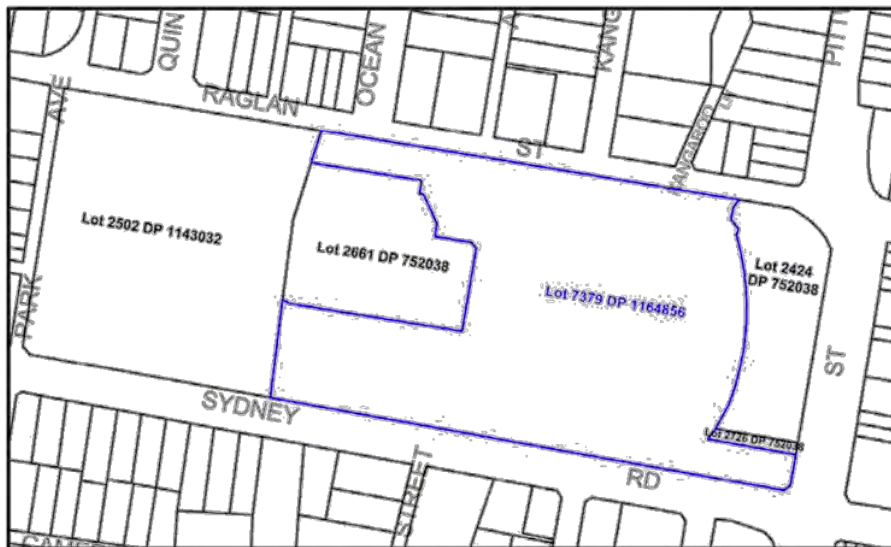 QUIN
OCEAN
KANG
PITTW
AVE
RAGLAN
ST
KANGAROO LN
Lot 2502 DP 1143032
Lot 2661 DP 752038
Lot 7379 DP 1164856
Lot 2424
DP 752038
PARK
ST
SYDNEY
Lot 2726 DP 752038
RD
STREET